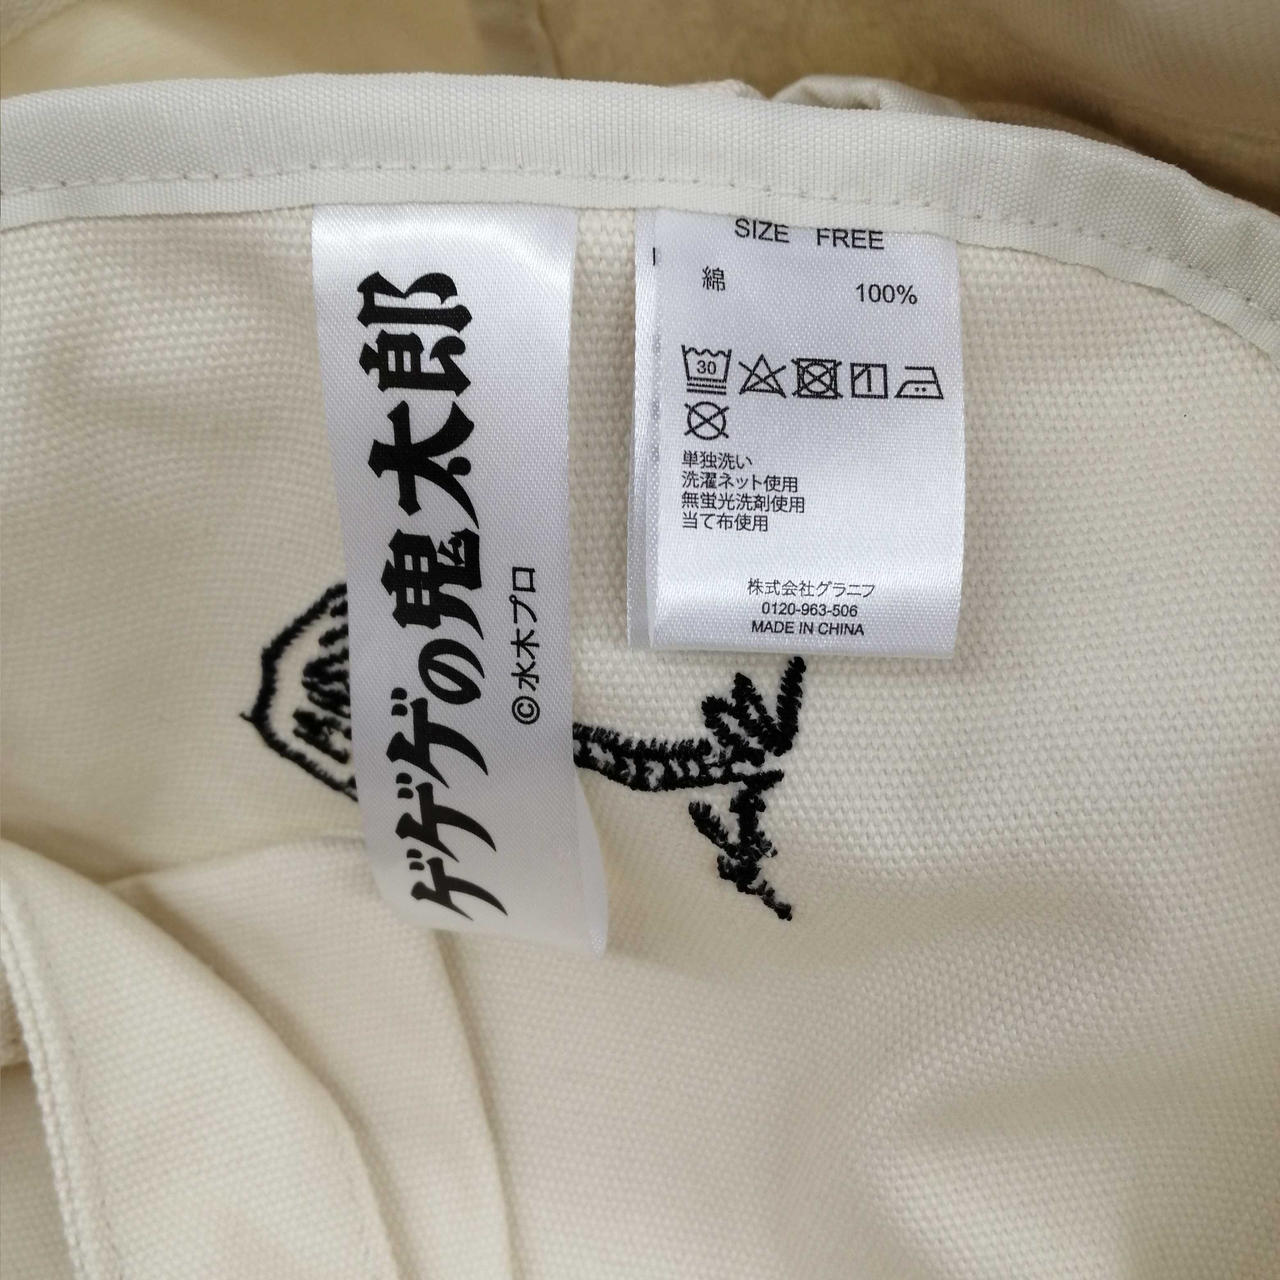 ゲゲゲの鬼太郎
©水木プロ
SIZE FREE
綿 100%
30
単独洗い
洗濯ネット使用
無蛍光洗剤使用
当て布使用
株式会社グラニフ
0120-963-506
MADE IN CHINA